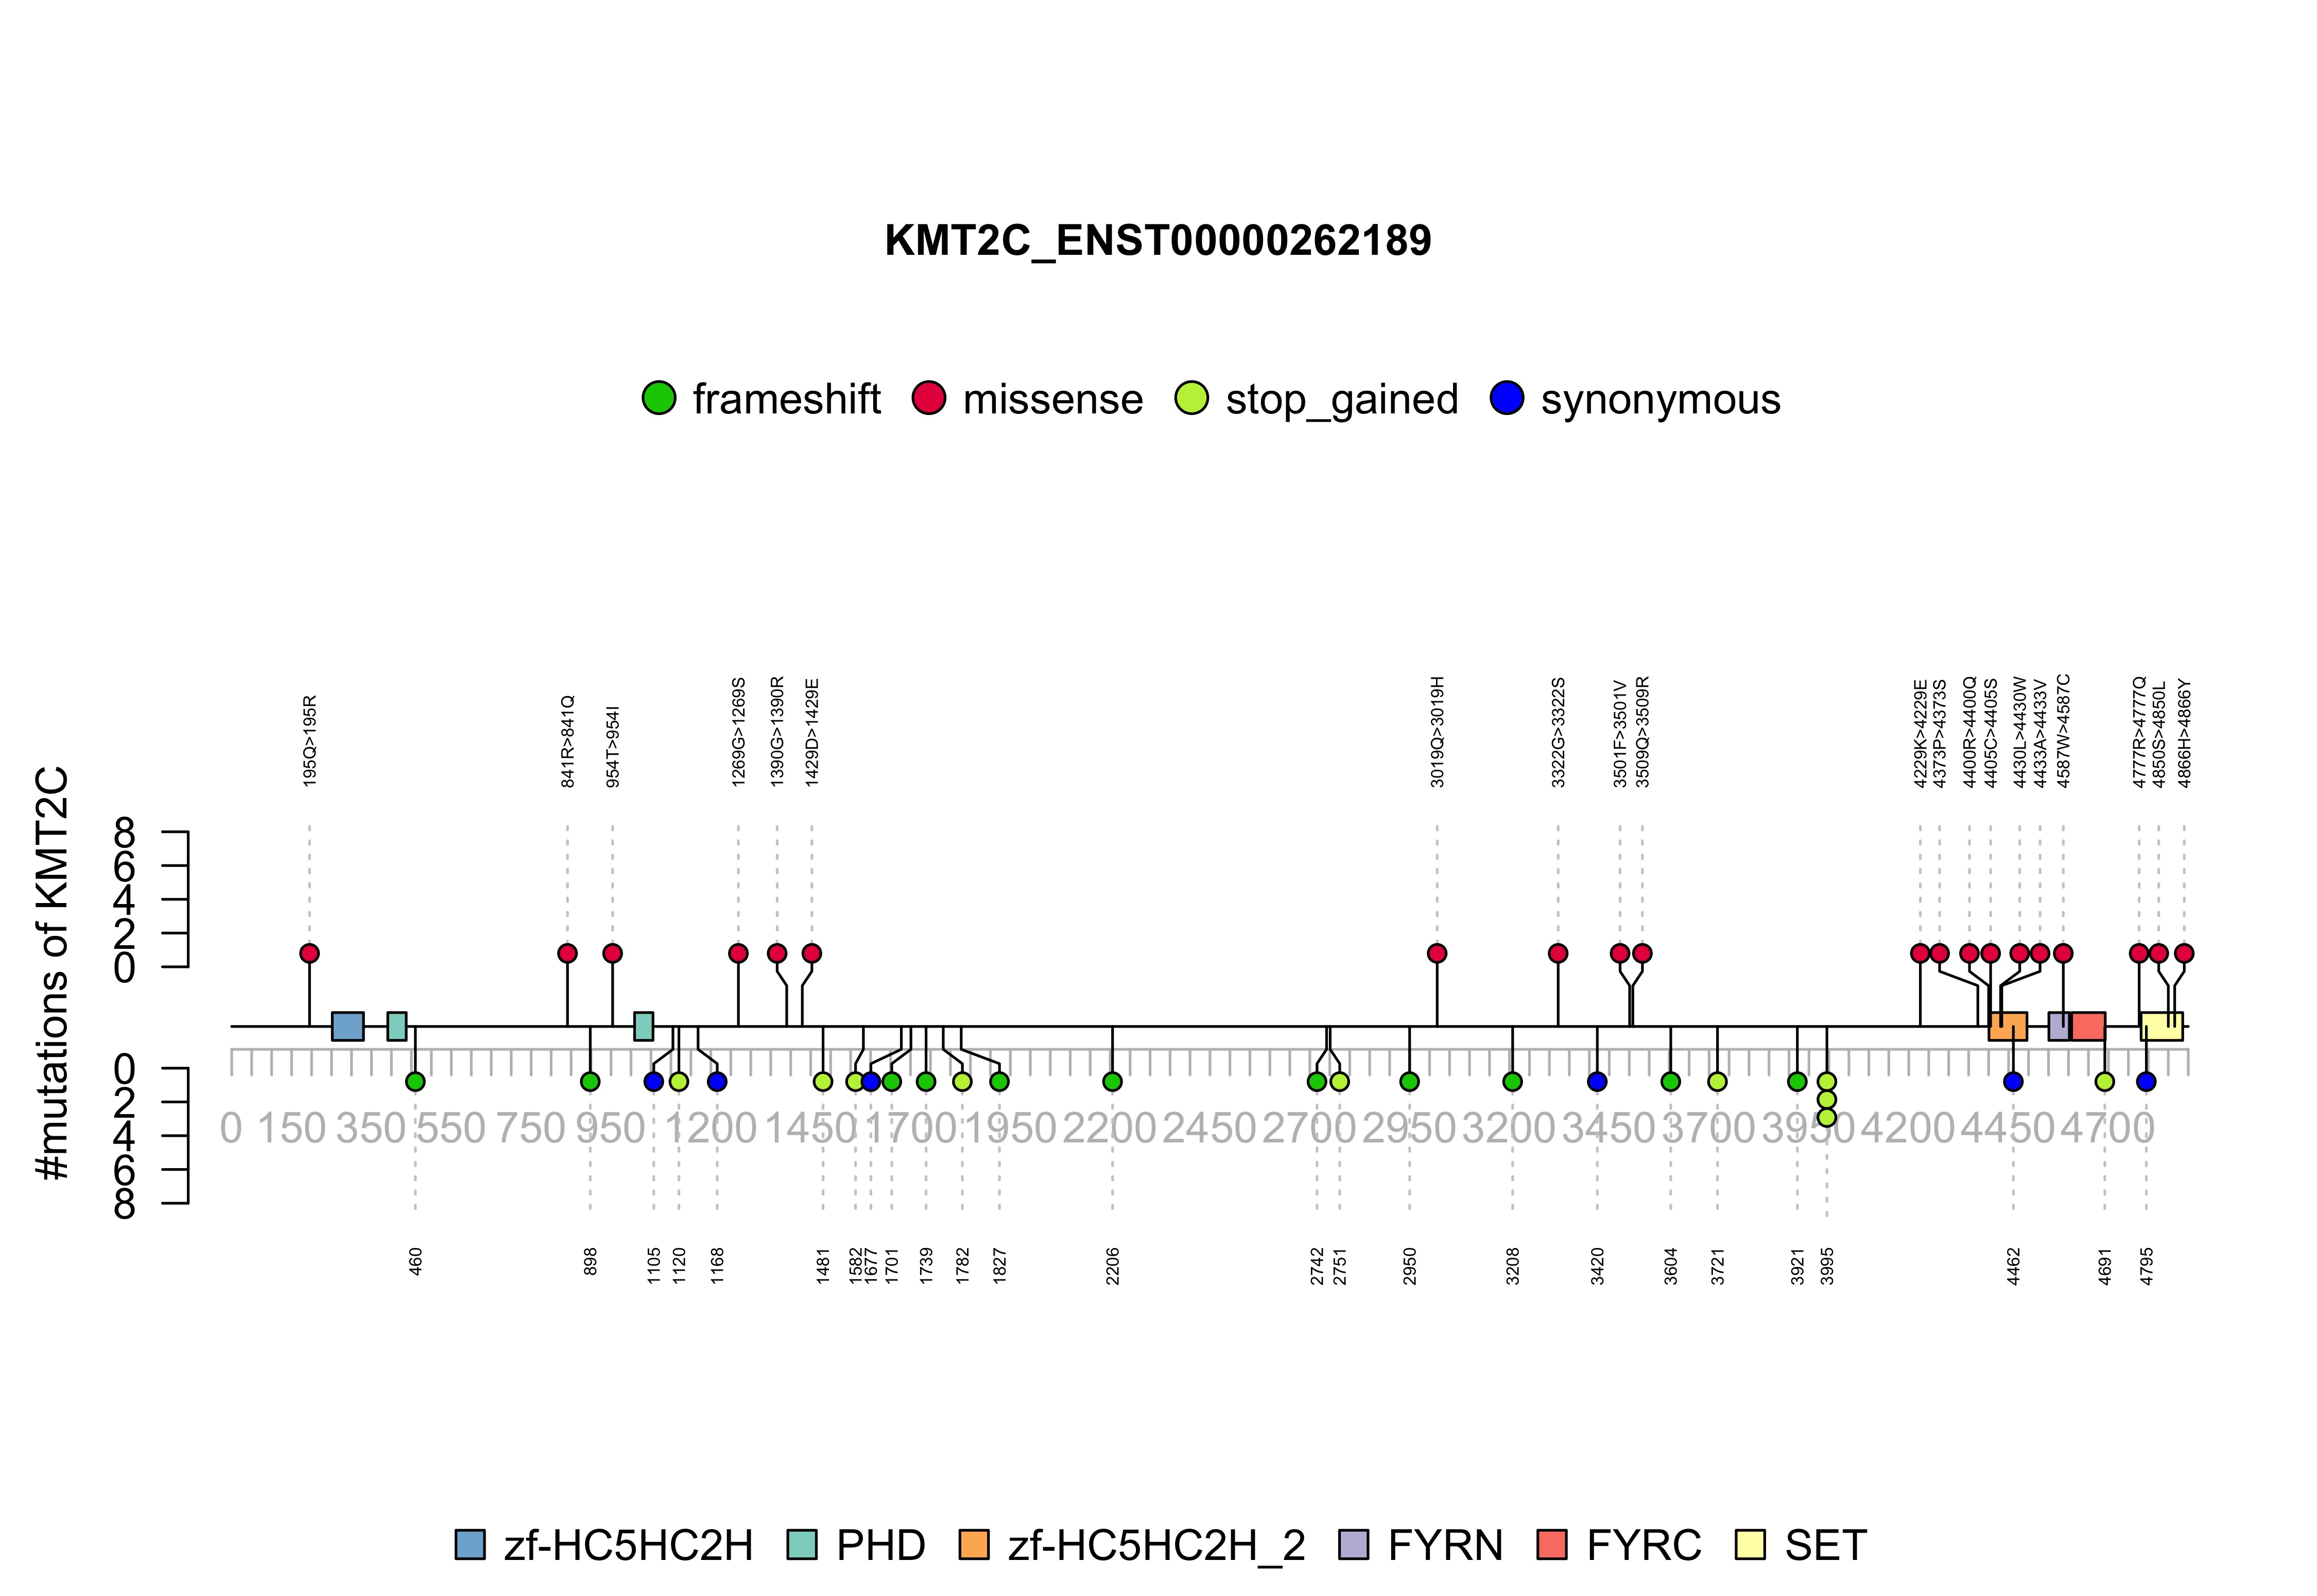 KMT2C_ENST00000262189
frameshift missense stop_gained synonymous
195Q>195R 841R>841Q 954T>954I 1269G>1269S 1390G>1390R 1429D>1429E 3019Q>3019H 3322G>3322S 3501F>3501V 3509Q>3509R 4229K>4229E 4373P>4373S 4400R>4400Q 4405C>4405S 4430L>4430W 4433A>4433V 4587W>4587C 4777R>4777Q 4850S>4850L 4866H>4866Y
#mutations of KMT2C
8
6
4
2
0
0
2
4
6
8
0 150 350 550 750 950 1200 1450 1700 1950 2200 2450 2700 2950 3200 3450 3700 3950 4200 4450 4700
460 898 1105 1120 1168 1481 1582 1677 1701 1739 1782 1827 2206 2742 2751 2950 3208 3420 3604 3721 3921 3995 4462 4691 4795
zf-HC5HC2H PHD zf-HC5HC2H_2 FYRN FYRC SET